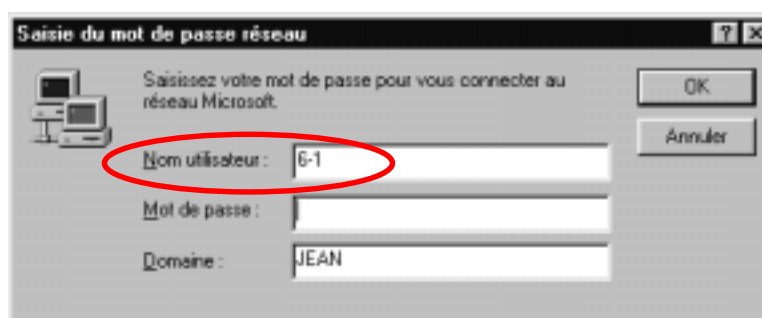 Saisie du mot de passe réseau
Saisissez votre mot de passe pour vous connecter au
réseau Microsoft.
OK
Annuler
Nom utilisateur : 6-1
Mot de passe :
Domaine : JEAN